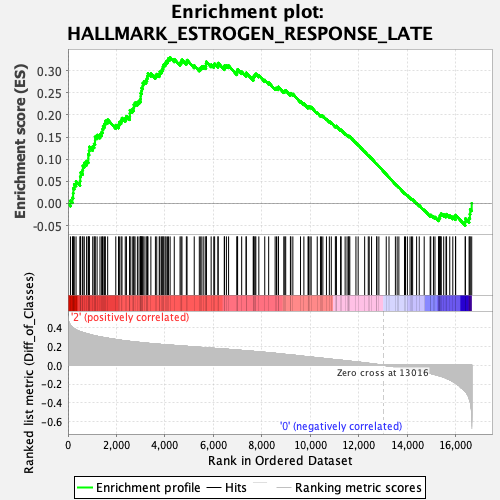 Enrichment plot:
HALLMARK_ESTROGEN_RESPONSE_LATE
Enrichment score (ES)
0.30
0.25
0.20
0.15
0.10
0.05
0.00
-0.05
'2' (positively correlated)
Ranked list metric (Diff_of_Classes)
0.4
0.2
0.0
-0.2
-0.4
-0.6
Zero cross at 13016
'0' (negatively correlated)
0
2,000
4,000
6,000
8,000
10,000
12,000
14,000
16,000
Rank in Ordered Dataset
Enrichment profile
Hits
Ranking metric scores